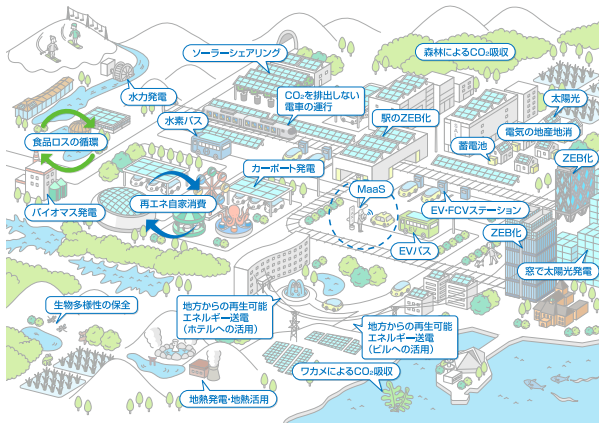 ソーラーシェアリング
森林によるCO₂吸収
水力発電
CO₂を排出しない
電車の運行
太陽光
水素バス
駅のZEB化
電気の地産地消
食品ロスの循環
蓄電池
ZEB化
カーポート発電
MaaS
バイオマス発電
再エネ自家消費
EV・FCVステーション
ZEB化
EVバス
窓で太陽光発電
生物多様性の保全
地方からの再生可能
エネルギー送電
（ホテルへの活用）
地方からの再生可能
エネルギー送電
（ビルへの活用）
ワカメによるCO₂吸収
地熱発電・地熱活用